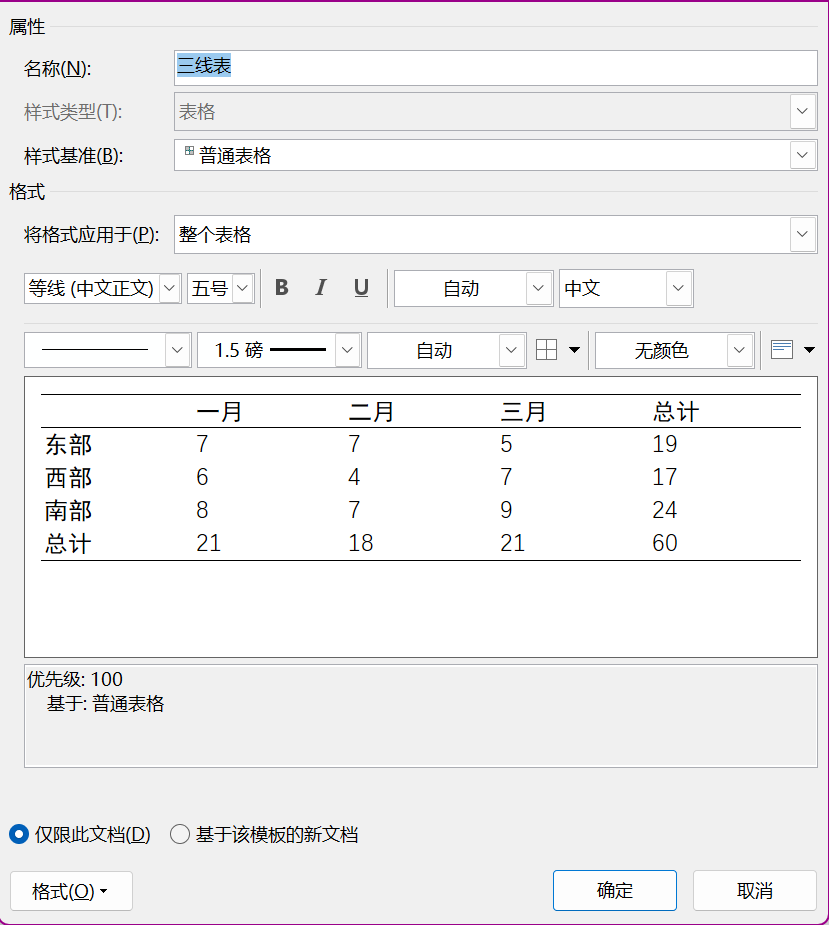 属性
名称(N): 三线表
样式类型(T): 表格
样式基准(B): 普通表格
格式
将格式应用于(P): 整个表格
等线 (中文正文) 五号 B I U 自动 中文
1.5 磅 自动 无颜色
一月 二月 三月 总计
东部 7 7 5 19
西部 6 4 7 17
南部 8 7 9 24
总计 21 18 21 60
优先级: 100
基于: 普通表格
仅限此文档(D) 基于该模板的新文档
格式(O) 确定 取消